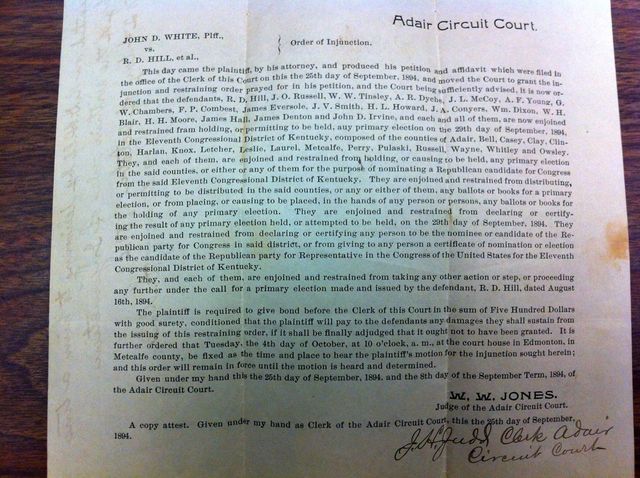 Adair Circuit Court.
JOHN D. WHITE, Plff.,
vs.
R. D. HILL, et al.,
Order of Injunction.
This day came the plaintiff, by his attorney, and produced his petition and affidavit which were filed in
the office of the Clerk of this Court on this the 25th day of September, 1894, and moved the Court to grant the in-
junction and restraining order prayed for in his petition, and the Court being sufficiently advised, it is now or-
dered that the defendants, R. D. Hill, J. O. Russell, W. W. Tinsley, A. R. Dyche, J. L. McCoy, A. F. Young, G.
W. Chambers, F. P. Combest, James Eversole, J. V. Smith, H. L. Howard, J. A. Conyers, Wm. Dixon, W. H.
Blair, H. H. Moore, James Hall, James Denton and John D. Irvine, and each and all of them, are now enjoined
and restrained fram holding, or permitting to be held, any primary election on the 29th day of September, 1894,
in the Eleventh Congressional District of Kentucky, composed of the counties of Adair, Bell, Casey, Clay, Clin-
ton, Harlan, Knox, Letcher, Leslie, Laurel, Metcalfe, Perry, Pulaski, Russell, Wayne, Whitley and Owsley.
They, and each of them, are enjoined and restrained from holding, or causing to be held, any primary election
in the said counties, or either or any of them for the purpose of nominating a Republican candidate for Congress
from the said Eleventh Congressional District of Kentucky. They are enjoined and restrained from distributing,
or permitting to be distributed in the said counties, or any or either of them, any ballots or books for a primary
election, or from placing, or causing to be placed, in the hands of any person or persons, any ballots or books for
the holding of any primary election. They are enjoined and restrained from declaring or certify-
ing the result of any primary election held, or attempted to be held, on the 29th day of September, 1894. They
are enjoined and restrained from declaring or certifying any person to be the nominee or candidate of the Re-
publican party for Congress in said district, or from giving to any person a certificate of nomination or election
as the candidate of the Republican party for Representative in the Congress of the United States for the Eleventh
Congressional District of Kentucky.
They, and each of them, are enjoined and restrained from taking any other action or step, or proceeding
any further under the call for a primary election made and issued by the defendant, R. D. Hill, dated August
16th, 1894.
The plaintiff is required to give bond before the Clerk of this Court in the sum of Five Hundred Dollars
with good surety, conditioned that the plaintiff will pay to the defendants any damages they shall sustain from
the issuing of this restraining order, if it shall be finally adjudged that it ought not to have been granted. It is
further ordered that Tuesday, the 4th day of October, at 10 o'clock, a. m., at the court house in Edmonton, in
Metcalfe county, be fixed as the time and place to hear the plaintiff's motion for the injunction sought herein;
and this order will remain in force until the motion is heard and determined.
Given under my hand this the 25th day of September, 1894, and the 8th day of the September Term, 1894, of
the Adair Circuit Court.
W. W. JONES.
Judge of the Adair Circuit Court.
A copy attest. Given under my hand as Clerk of the Adair Circuit Court, this the 25th day of September,
1894.
Judd Clerk Adair
Circuit Court